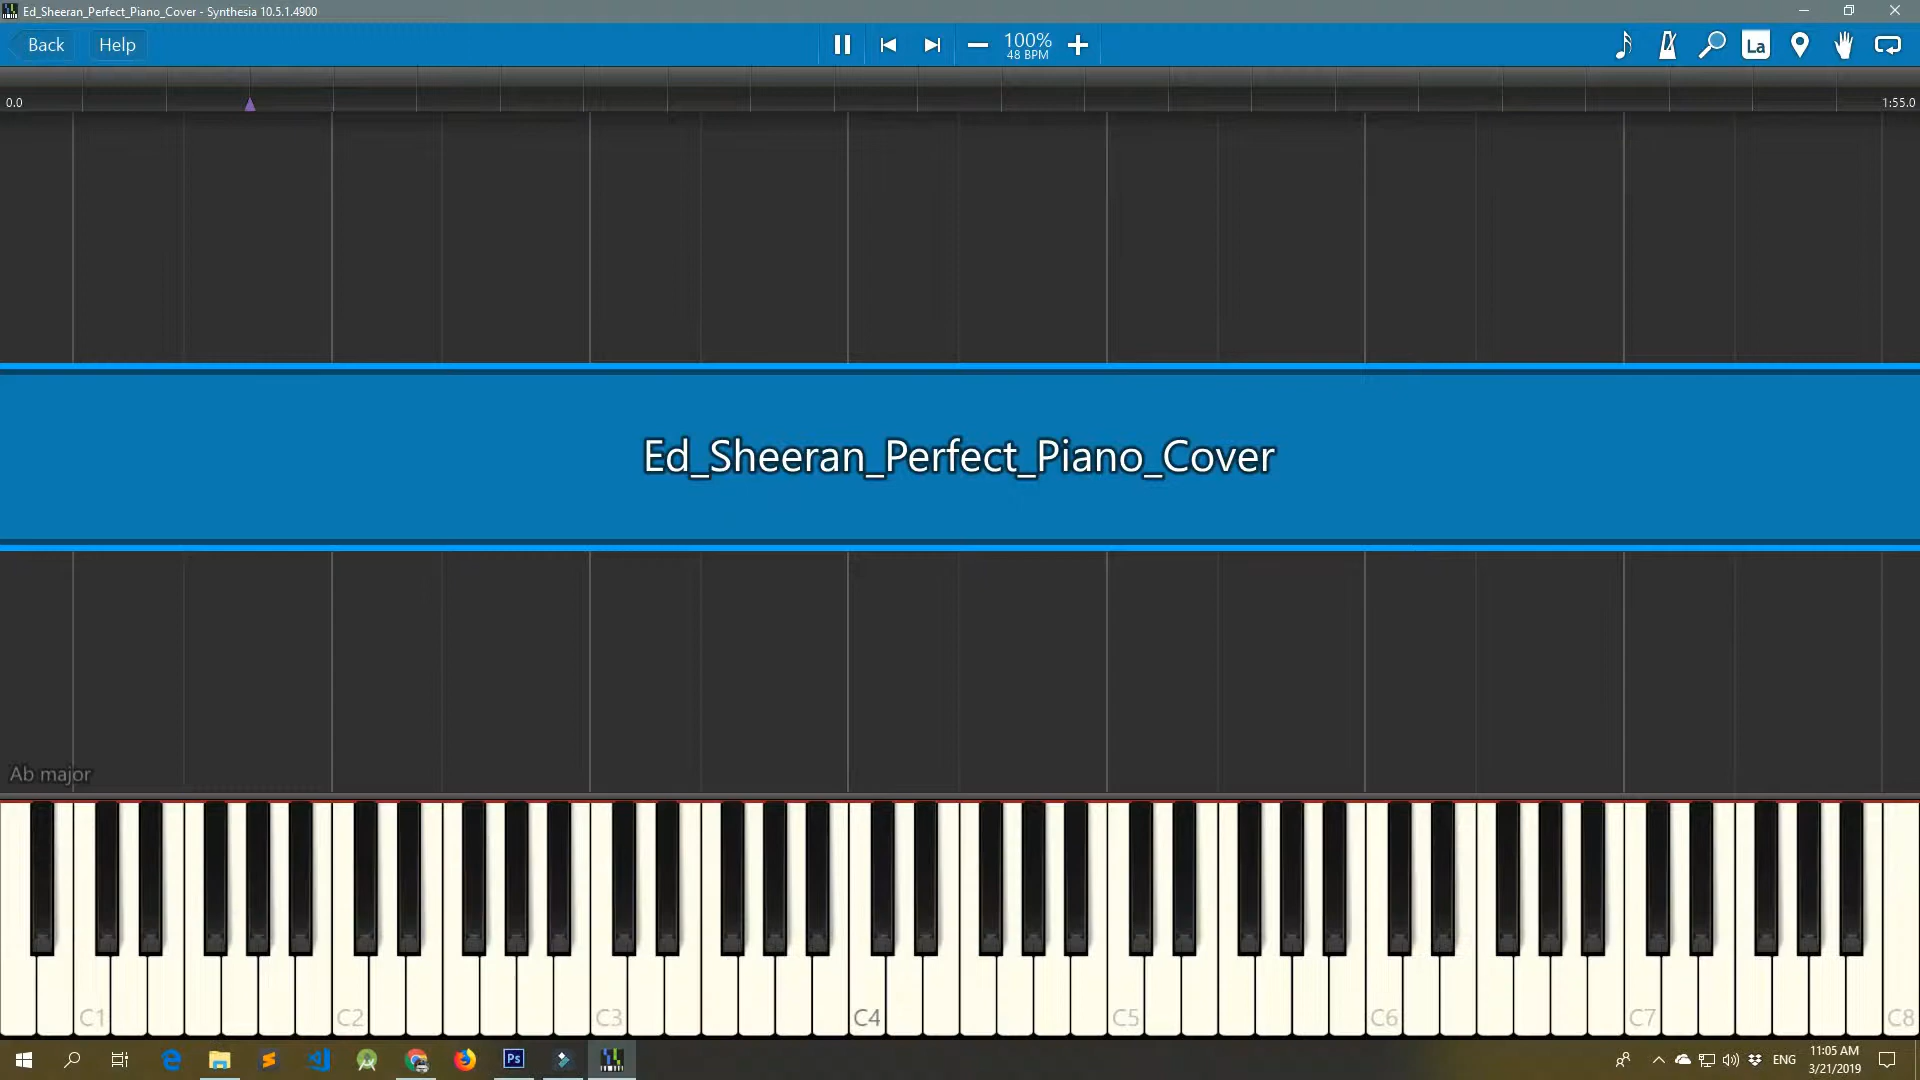 Ed_Sheeran_Perfect_Piano_Cover - Synthesia 10.5.1.4900
Back Help 100% La
48 BPM
0.0 1:55.0
Ed_Sheeran_Perfect_Piano_Cover
Ab major
C1 C2 C3 C4 C5 C6 C7 C8
Ps ENG 11:05 AM
3/21/2019